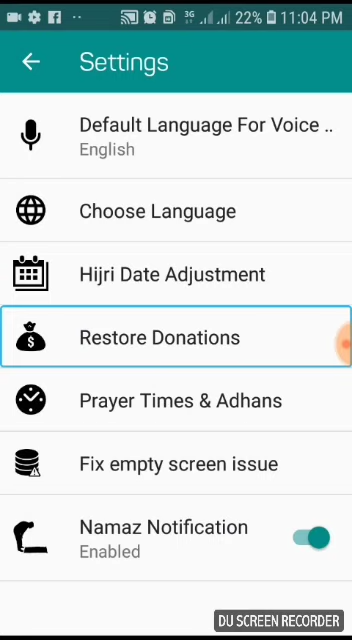 3G 22% 11:04 PM
Settings
Default Language For Voice ..
English
Choose Language
Hijri Date Adjustment
Restore Donations
Prayer Times & Adhans
Fix empty screen issue
Namaz Notification
Enabled
DU SCREEN RECORDER